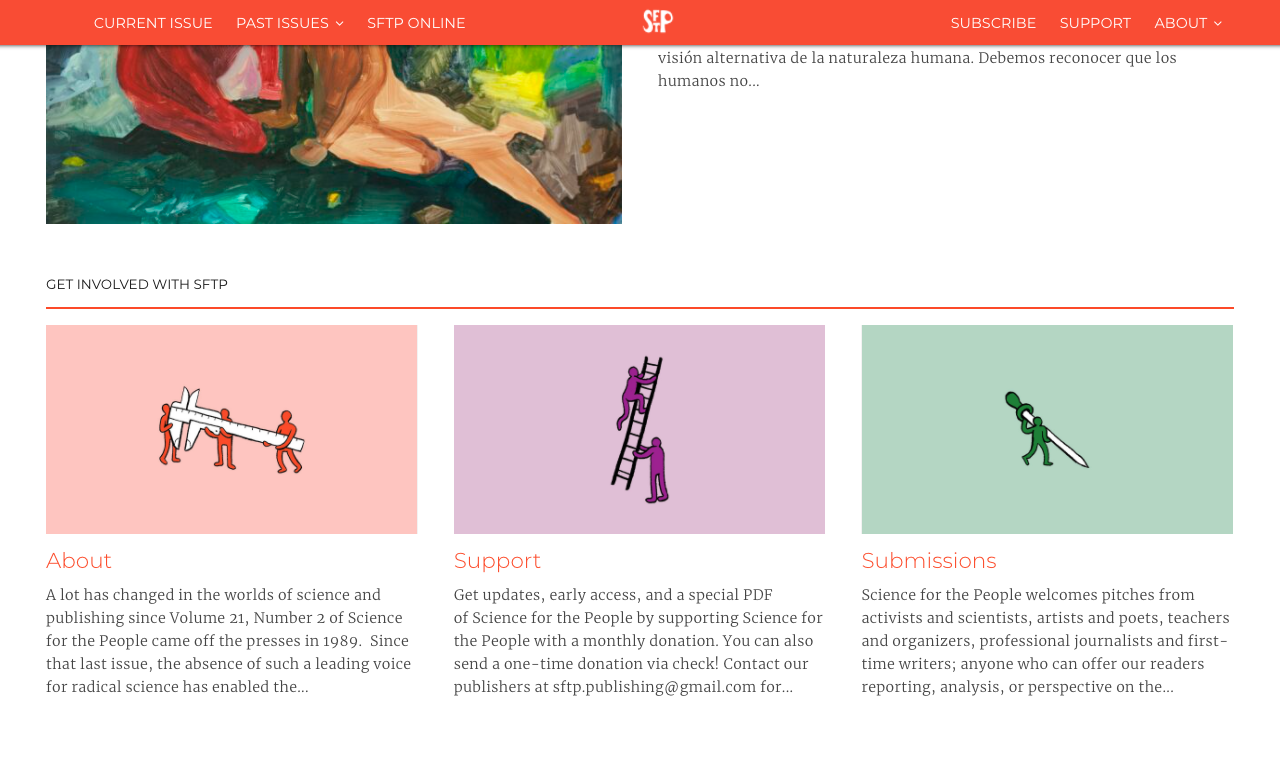 CURRENT ISSUE PAST ISSUES SFTP ONLINE SFTP SUBSCRIBE SUPPORT ABOUT
visión alternativa de la naturaleza humana. Debemos reconocer que los
humanos no...
GET INVOLVED WITH SFTP
About
A lot has changed in the worlds of science and
publishing since Volume 21, Number 2 of Science
for the People came off the presses in 1989.  Since
that last issue, the absence of such a leading voice
for radical science has enabled the...
Support
Get updates, early access, and a special PDF
of Science for the People by supporting Science for
the People with a monthly donation. You can also
send a one-time donation via check! Contact our
publishers at sftp.publishing@gmail.com for...
Submissions
Science for the People welcomes pitches from
activists and scientists, artists and poets, teachers
and organizers, professional journalists and first-
time writers; anyone who can offer our readers
reporting, analysis, or perspective on the...